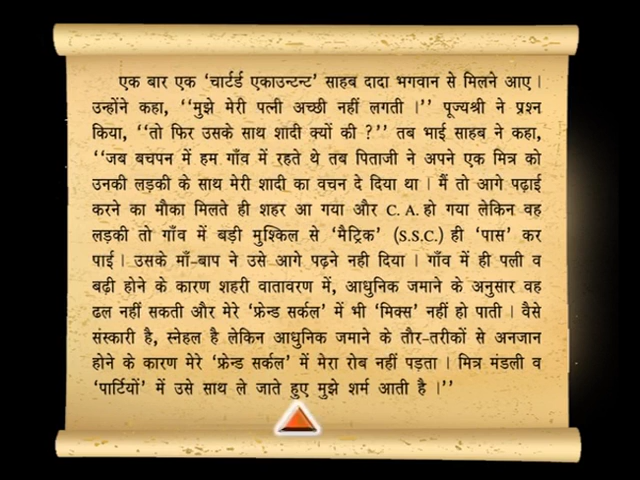 एक बार एक ‘चार्टर्ड एकाउन्टन्ट’ साहब दादा भगवान से मिलने आए ।
उन्होंने कहा, ‘‘मुझे मेरी पत्नी अच्छी नहीं लगती ।’’ पूज्यश्री ने प्रश्न
किया, ‘‘तो फिर उसके साथ शादी क्यों की ?’’ तब भाई साहब ने कहा,
‘‘जब बचपन में हम गाँव में रहते थे तब पिताजी ने अपने एक मित्र को
उनकी लड़की के साथ मेरी शादी का वचन दे दिया था । मैं तो आगे पढ़ाई
करने का मौका मिलते ही शहर आ गया और C. A. हो गया लेकिन वह
लड़की तो गाँव में बड़ी मुश्किल से ‘मैट्रिक’ (S.S.C.) ही ‘पास’ कर
पाई । उसके माँ-बाप ने उसे आगे पढ़ने नही दिया । गाँव में ही पली व
बढ़ी होने के कारण शहरी वातावरण में, आधुनिक जमाने के अनुसार वह
ढल नहीं सकती और मेरे ‘फ्रेन्ड सर्कल’ में भी ‘मिक्स’ नहीं हो पाती । वैसे
संस्कारी है, स्नेहल है लेकिन आधुनिक जमाने के तौर-तरीकों से अनजान
होने के कारण मेरे ‘फ्रेन्ड सर्कल’ में मेरा रोब नहीं पड़ता । मित्र मंडली व
‘पार्टियों’ में उसे साथ ले जाते हुए मुझे शर्म आती है ।’’